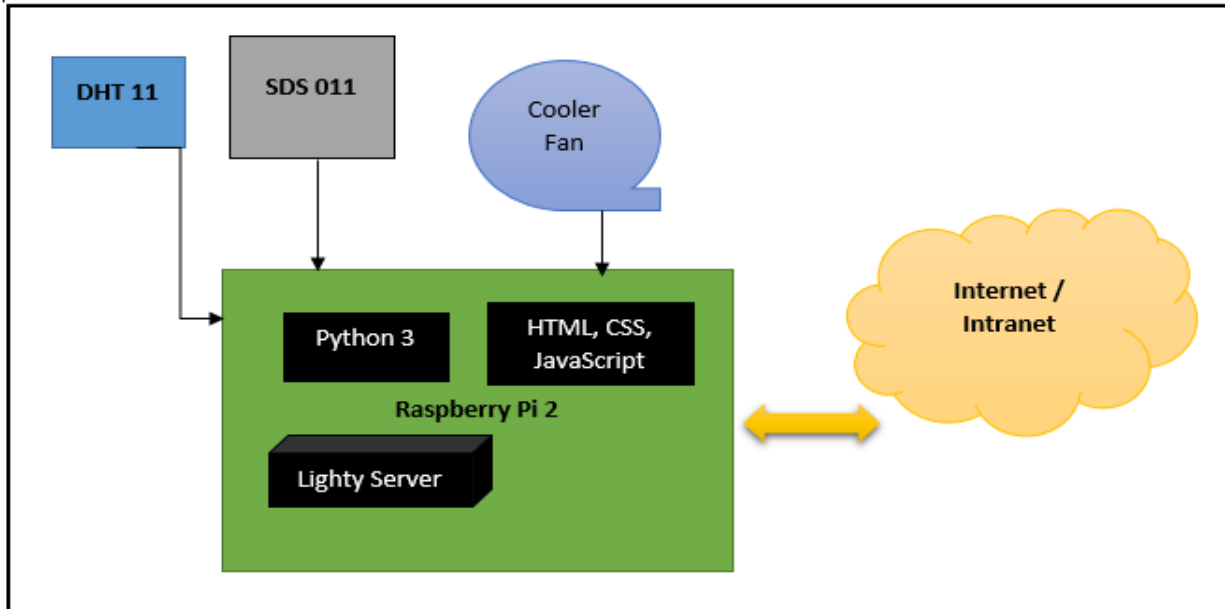 DHT 11
SDS 011
Cooler
Fan
Internet /
Intranet
Python 3
HTML, CSS,
JavaScript
Raspberry Pi 2
Lighty Server